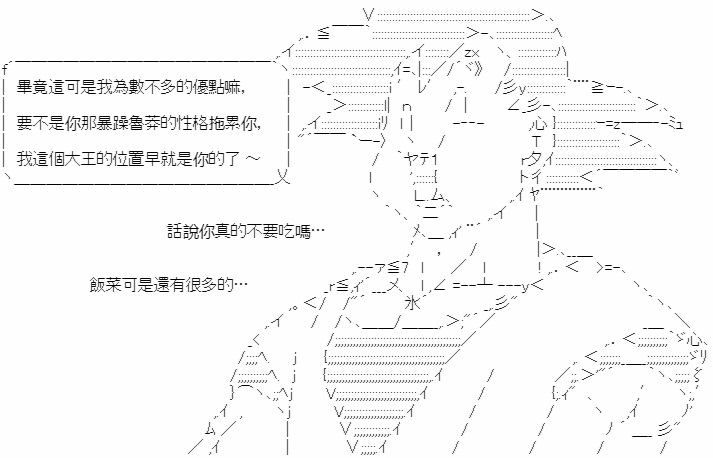 畢竟這可是我為數不多的優點嘛,
要不是你那暴躁魯莽的性格拖累你,
我這個大王的位置早就是你的了 ～
話說你真的不要吃嗎…
飯菜可是還有很多的…